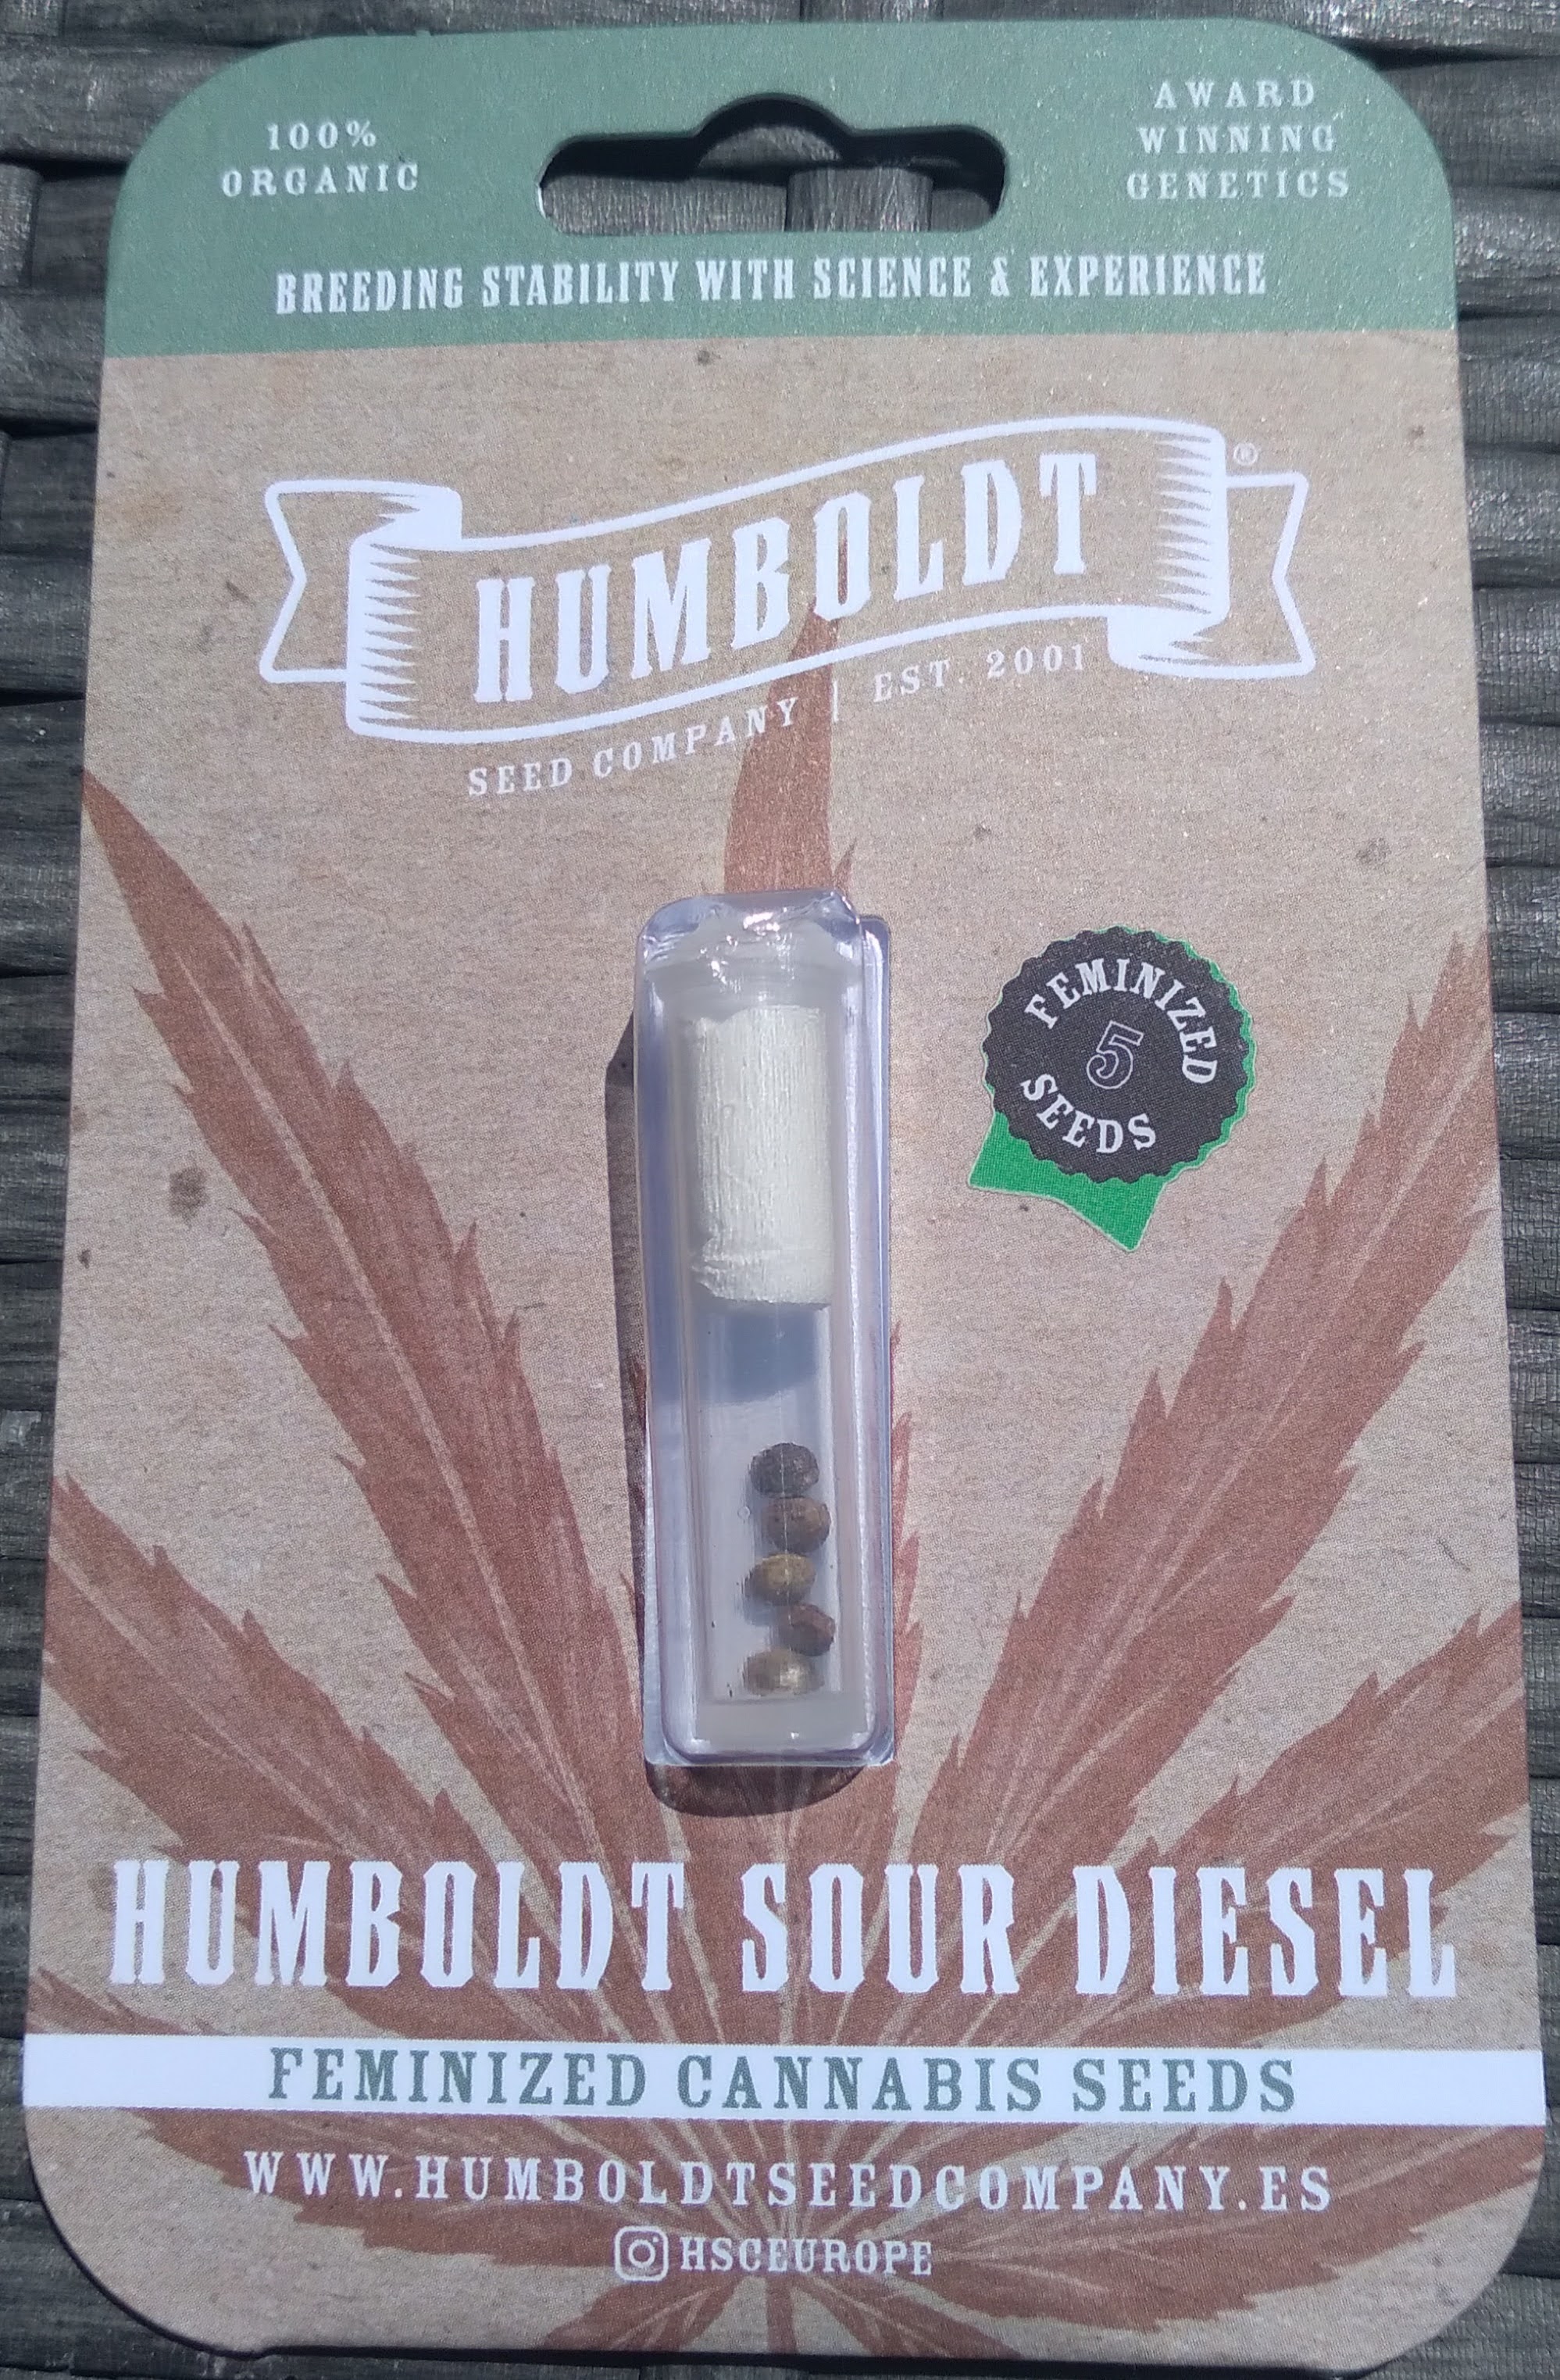 100%
ORGANIC
AWARD
WINNING
GENETICS
BREEDING STABILITY WITH SCIENCE & EXPERIENCE
HUMBOLDT®
SEED COMPANY | EST. 2001
FEMINIZED
5
SEEDS
HUMBOLDT SOUR DIESEL
FEMINIZED CANNABIS SEEDS
WWW.HUMBOLDTSEEDCOMPANY.ES
HSCEUROPE